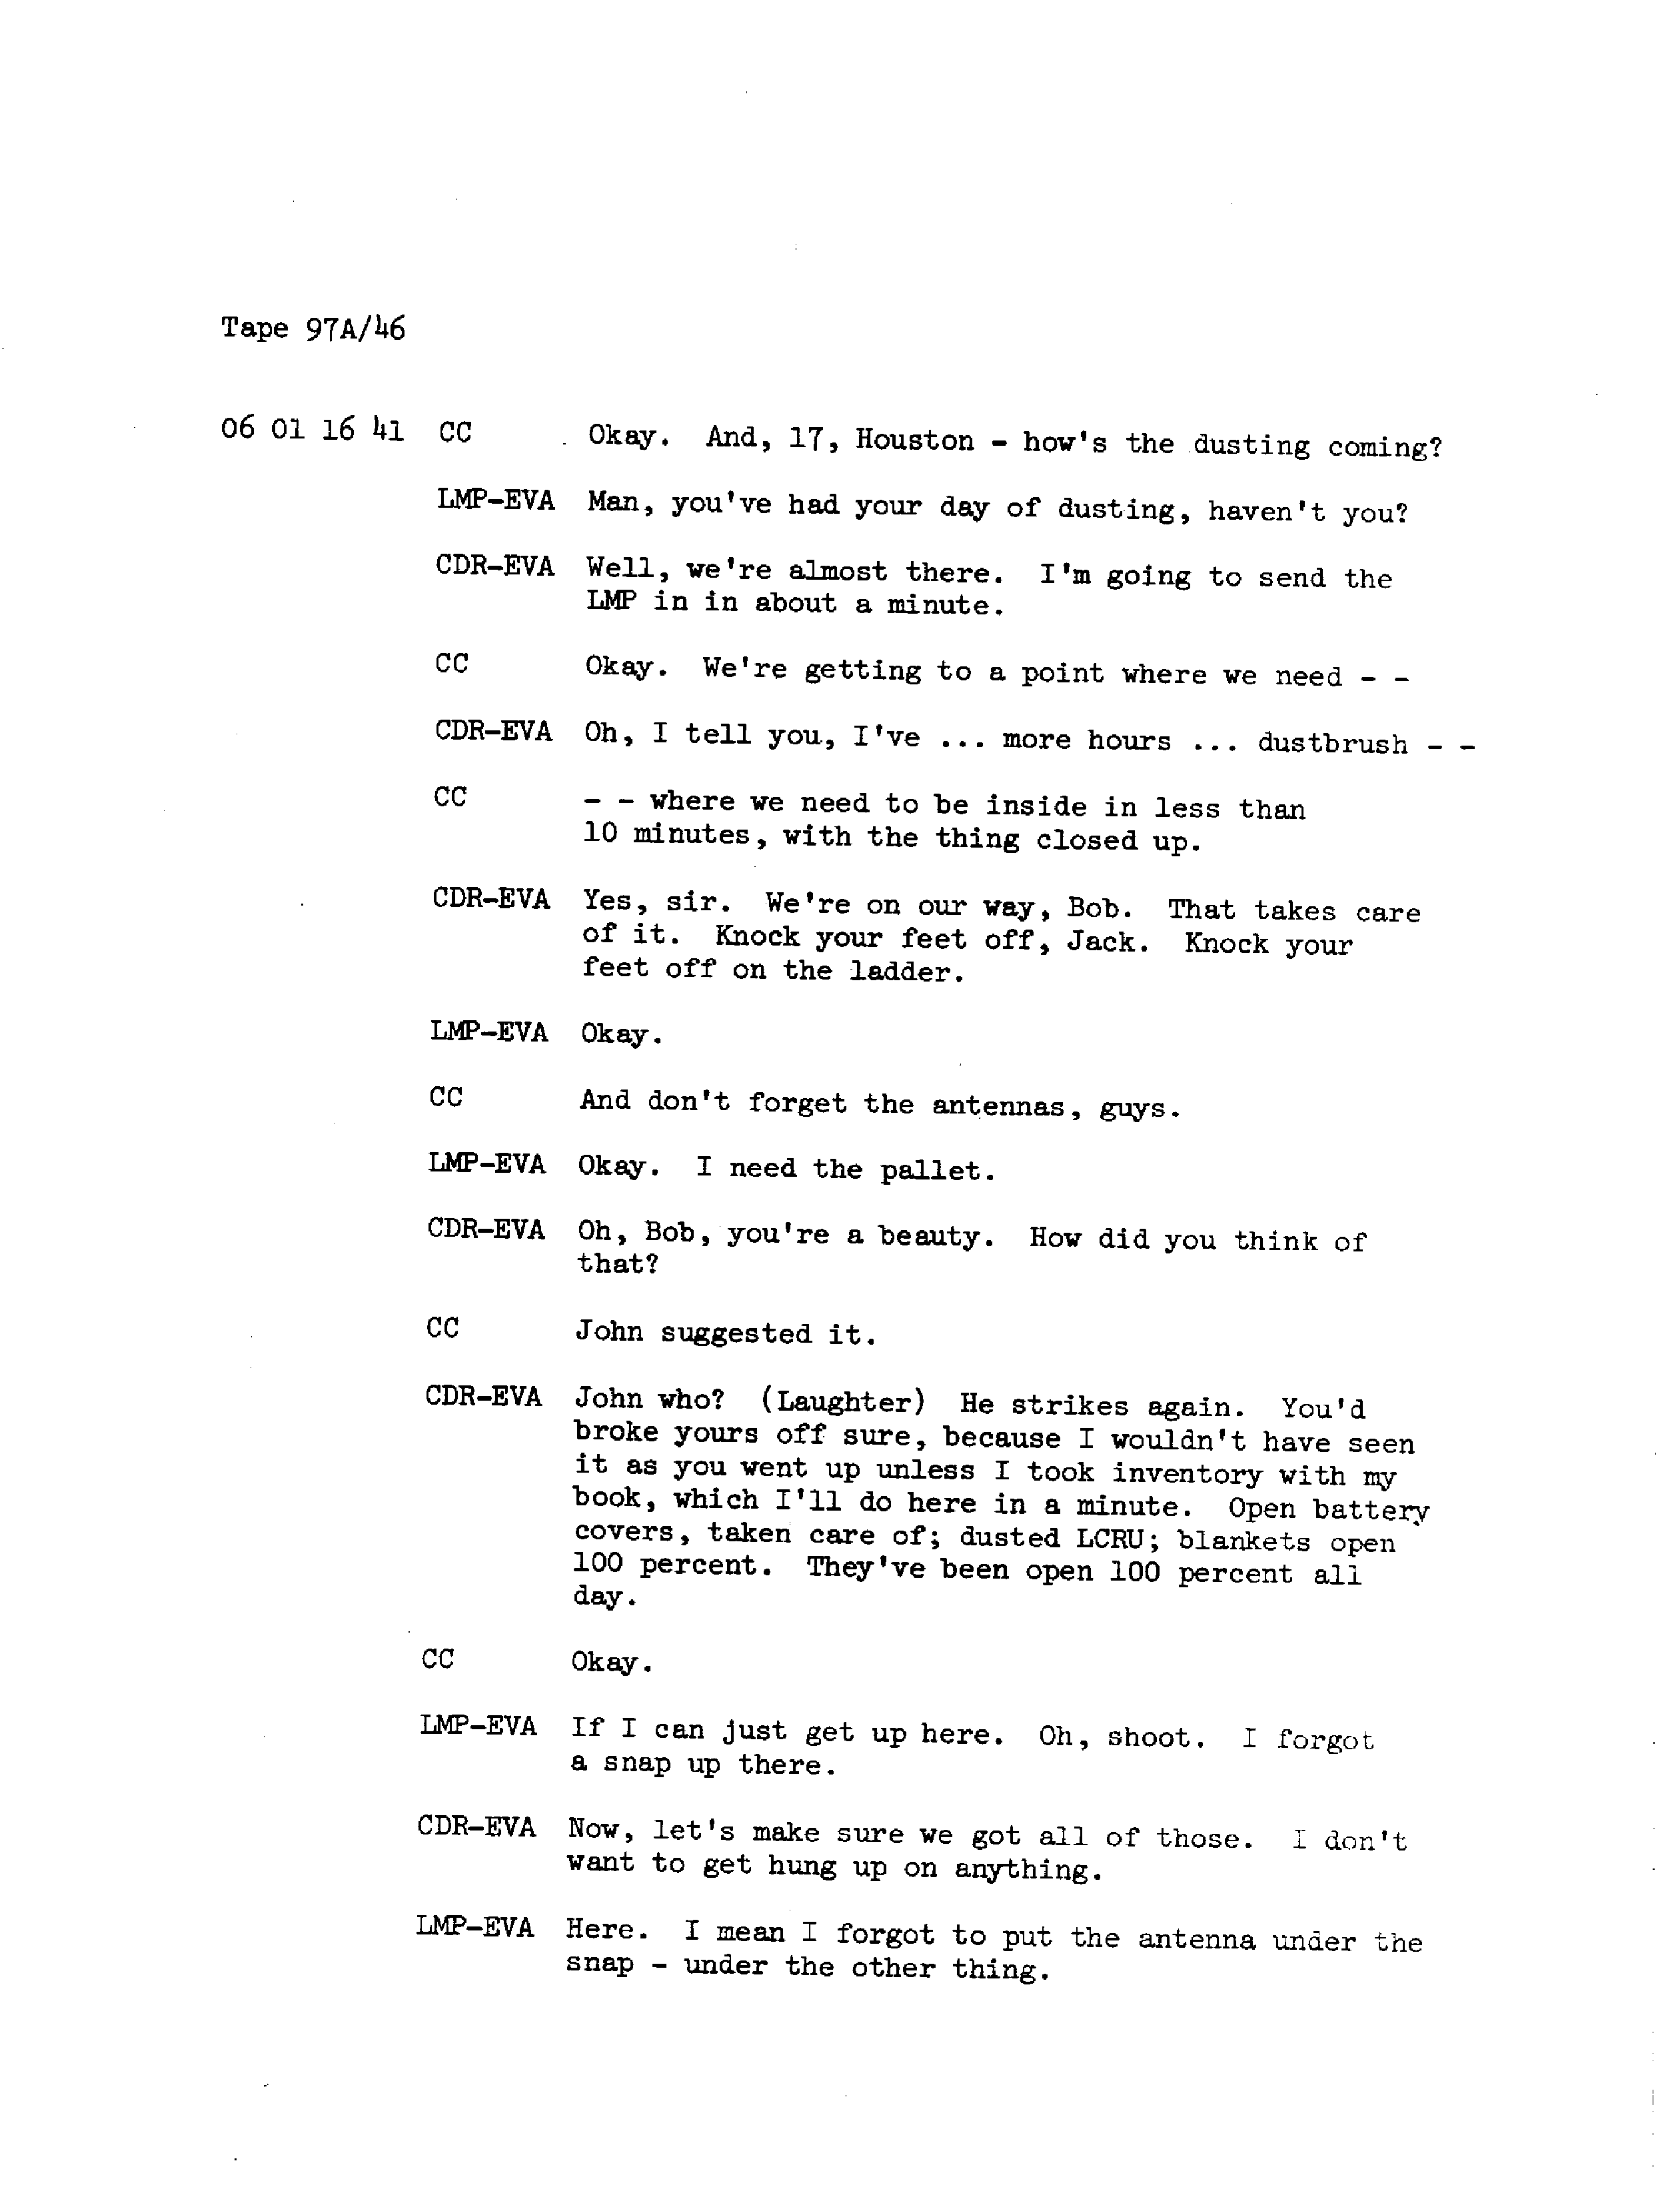 Tape 97A/46
06 01 16 41 CC Okay. And, 17, Houston - how's the dusting coming?
LMP-EVA Man, you've had your day of dusting, haven't you?
CDR-EVA Well, we're almost there. I'm going to send the
LMP in in about a minute.
CC Okay. We're getting to a point where we need - -
CDR-EVA Oh, I tell you, I've ... more hours ... dustbrush - -
CC - - where we need to be inside in less than
10 minutes, with the thing closed up.
CDR-EVA Yes, sir. We're on our way, Bob. That takes care
of it. Knock your feet off, Jack. Knock your
feet off on the ladder.
LMP-EVA Okay.
CC And don't forget the antennas, guys.
LMP-EVA Okay. I need the pallet.
CDR-EVA Oh, Bob, you're a beauty. How did you think of
that?
CC John suggested it.
CDR-EVA John who? (Laughter) He strikes again. You'd
broke yours off sure, because I wouldn't have seen
it as you went up unless I took inventory with my
book, which I'll do here in a minute. Open battery
covers, taken care of; dusted LCRU; blankets open
100 percent. They've been open 100 percent all
day.
CC Okay.
LMP-EVA If I can just get up here. Oh, shoot. I forgot
a snap up there.
CDR-EVA Now, let's make sure we got all of those. I don't
want to get hung up on anything.
LMP-EVA Here. I mean I forgot to put the antenna under the
snap - under the other thing.